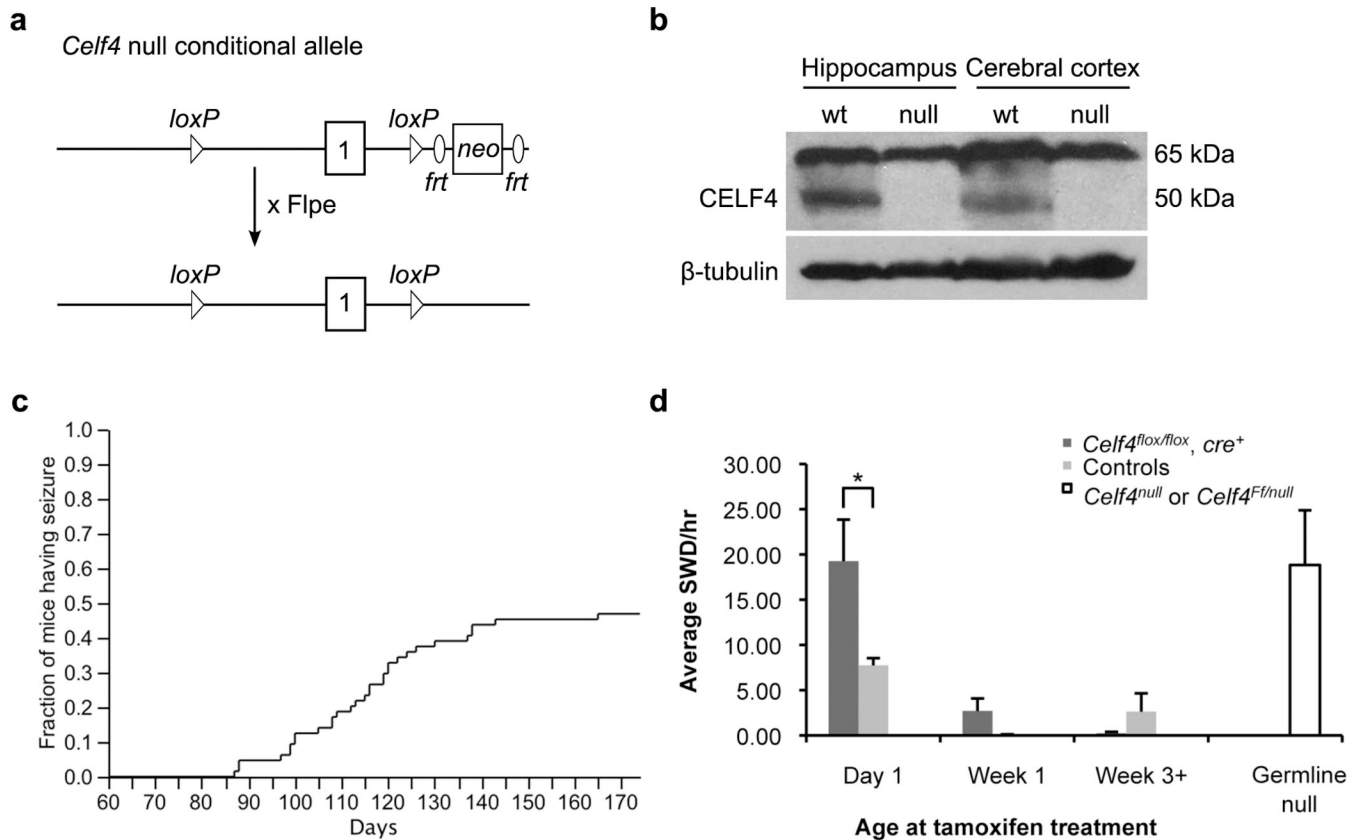 a
Celf4 null conditional allele
loxP
loxP
1
neo
frt
frt
x Flpe
loxP
loxP
1
b
Hippocampus Cerebral cortex
wt null wt null
65 kDa
CELF4 50 kDa
β-tubulin
c
Fraction of mice having seizure
1.0
0.9
0.8
0.7
0.6
0.5
0.4
0.3
0.2
0.1
0.0
60 70 80 90 100 110 120 130 140 150 160 170
Days
d
Celf4flox/flox, cre+
Controls
Celf4null or Celf4Ff/null
Average SWD/hr
30.00
25.00
20.00
15.00
10.00
5.00
0.00
*
Day 1 Week 1 Week 3+ Germline
null
Age at tamoxifen treatment